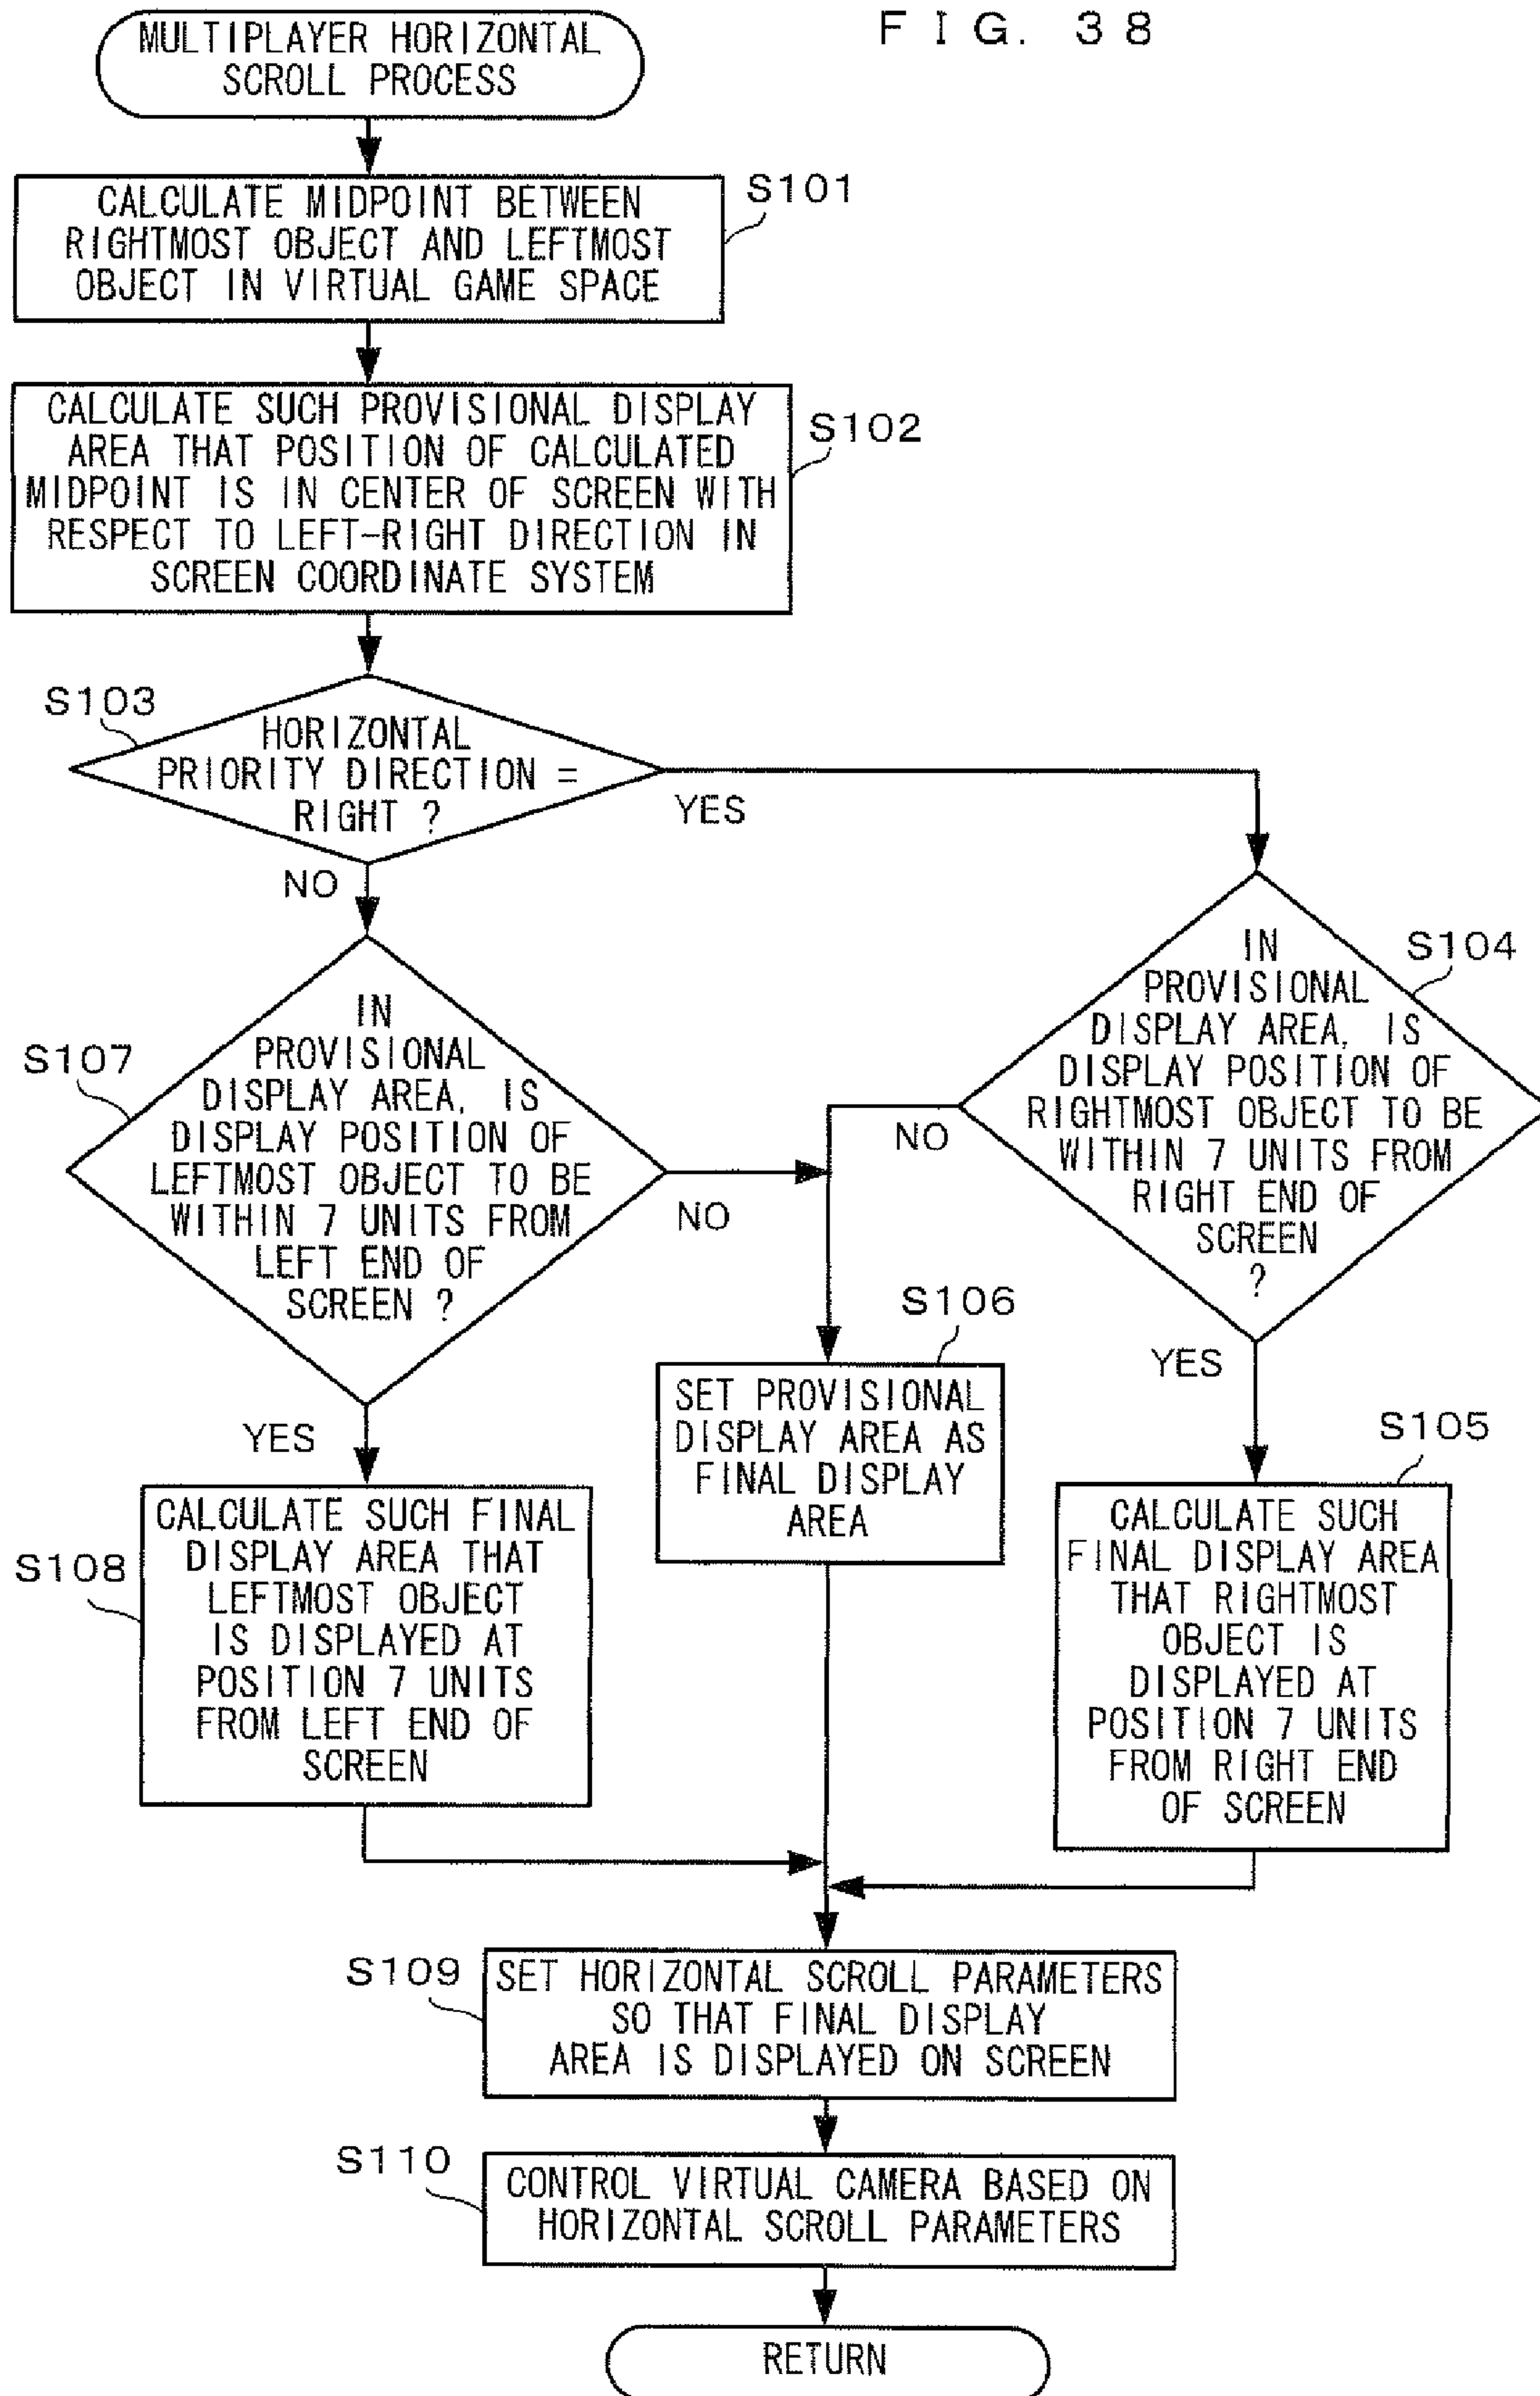 FIG. 38
MULTIPLAYER HORIZONTAL
SCROLL PROCESS
CALCULATE MIDPOINT BETWEEN
RIGHTMOST OBJECT AND LEFTMOST
OBJECT IN VIRTUAL GAME SPACE
S101
CALCULATE SUCH PROVISIONAL DISPLAY
AREA THAT POSITION OF CALCULATED
MIDPOINT IS IN CENTER OF SCREEN WITH
RESPECT TO LEFT-RIGHT DIRECTION IN
SCREEN COORDINATE SYSTEM
S102
S103
HORIZONTAL
PRIORITY DIRECTION =
RIGHT ?
YES
NO
S104
IN
PROVISIONAL
DISPLAY AREA, IS
DISPLAY POSITION OF
RIGHTMOST OBJECT TO BE
WITHIN 7 UNITS FROM
RIGHT END OF
SCREEN
?
NO
YES
S107
IN
PROVISIONAL
DISPLAY AREA, IS
DISPLAY POSITION OF
LEFTMOST OBJECT TO BE
WITHIN 7 UNITS FROM
LEFT END OF
SCREEN ?
NO
YES
S106
SET PROVISIONAL
DISPLAY AREA AS
FINAL DISPLAY
AREA
S105
CALCULATE SUCH
FINAL DISPLAY AREA
THAT RIGHTMOST
OBJECT IS
DISPLAYED AT
POSITION 7 UNITS
FROM RIGHT END
OF SCREEN
S108
CALCULATE SUCH FINAL
DISPLAY AREA THAT
LEFTMOST OBJECT
IS DISPLAYED AT
POSITION 7 UNITS
FROM LEFT END OF
SCREEN
S109
SET HORIZONTAL SCROLL PARAMETERS
SO THAT FINAL DISPLAY
AREA IS DISPLAYED ON SCREEN
S110
CONTROL VIRTUAL CAMERA BASED ON
HORIZONTAL SCROLL PARAMETERS
RETURN